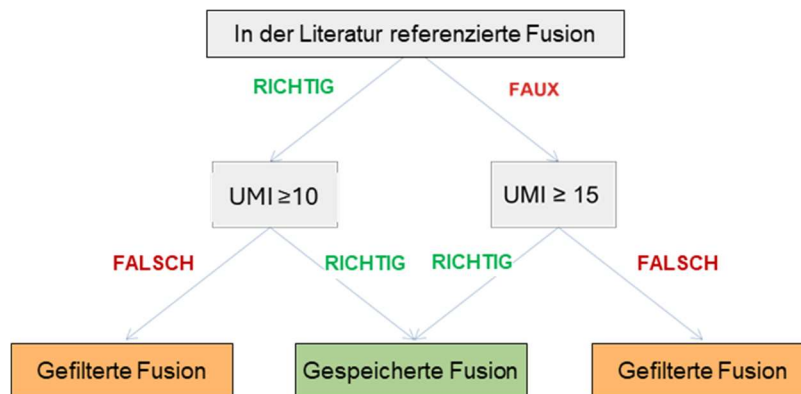 In der Literatur referenzierte Fusion
RICHTIG
FAUX
UMI ≥10
UMI ≥ 15
FALSCH
RICHTIG
RICHTIG
FALSCH
Gefilterte Fusion
Gespeicherte Fusion
Gefilterte Fusion